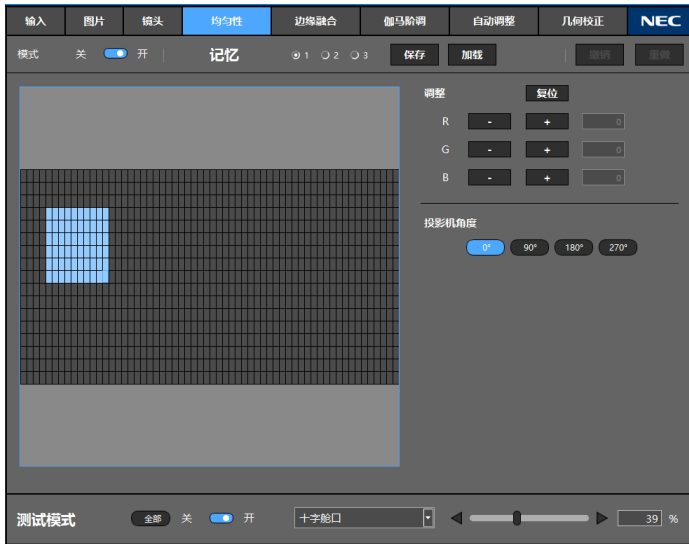 输入 图片 镜头 均匀性 边缘融合 伽马阶调 自动调整 几何校正 NEC
模式 关 开 记忆 1 2 3 保存 加载 撤销 重做
调整 复位
R - + 0
G - + 0
B - + 0
投影机角度
0° 90° 180° 270°
测试模式 全部 关 开 十字舱口 39 %